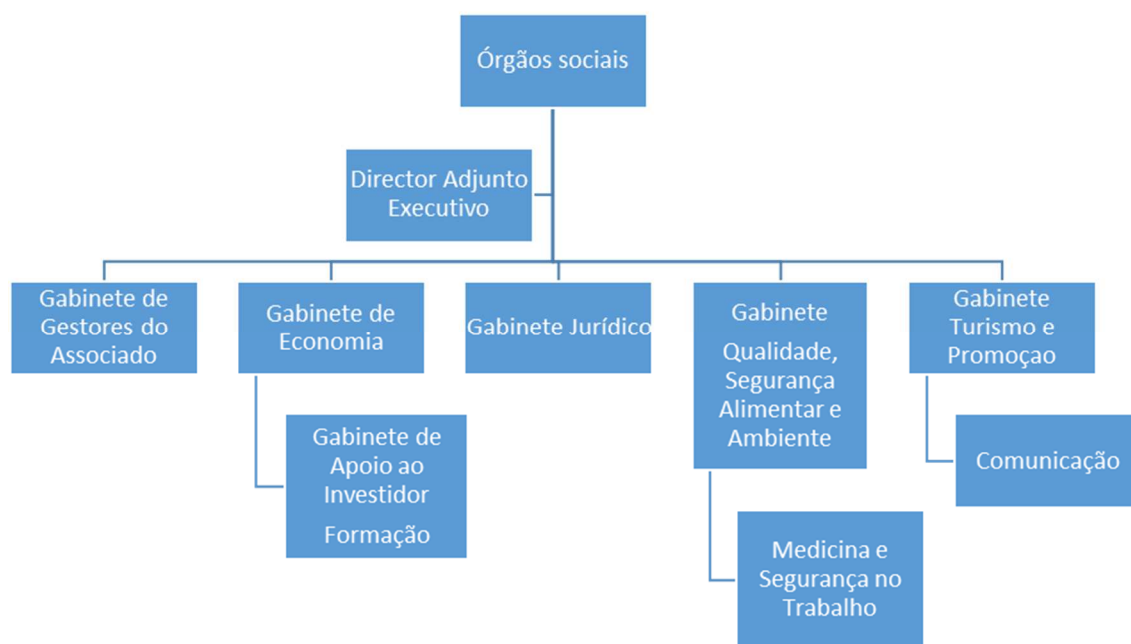 Órgãos sociais
Director Adjunto
Executivo
Gabinete de
Gestores do
Associado
Gabinete de
Economia
Gabinete Jurídico
Gabinete
Qualidade,
Segurança
Alimentar e
Ambiente
Gabinete
Turismo e
Promoçao
Gabinete de
Apoio ao
Investidor
Formação
Comunicação
Medicina e
Segurança no
Trabalho